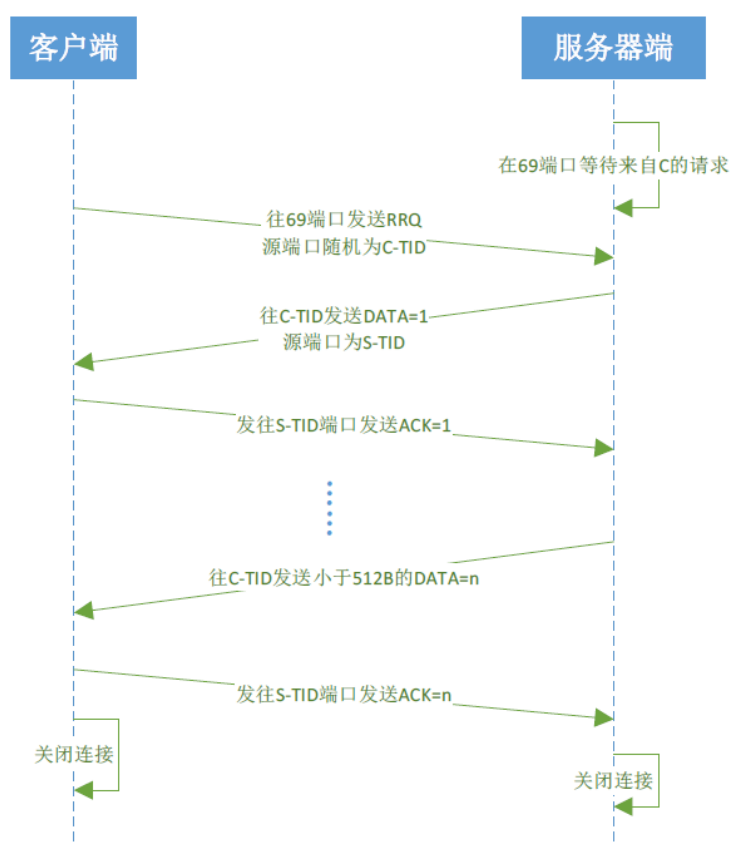 客户端
服务器端
在69端口等待来自C的请求
往69端口发送RRQ
源端口随机为C-TID
往C-TID发送DATA=1
源端口为S-TID
发往S-TID端口发送ACK=1
往C-TID发送小于512B的DATA=n
发往S-TID端口发送ACK=n
关闭连接
关闭连接